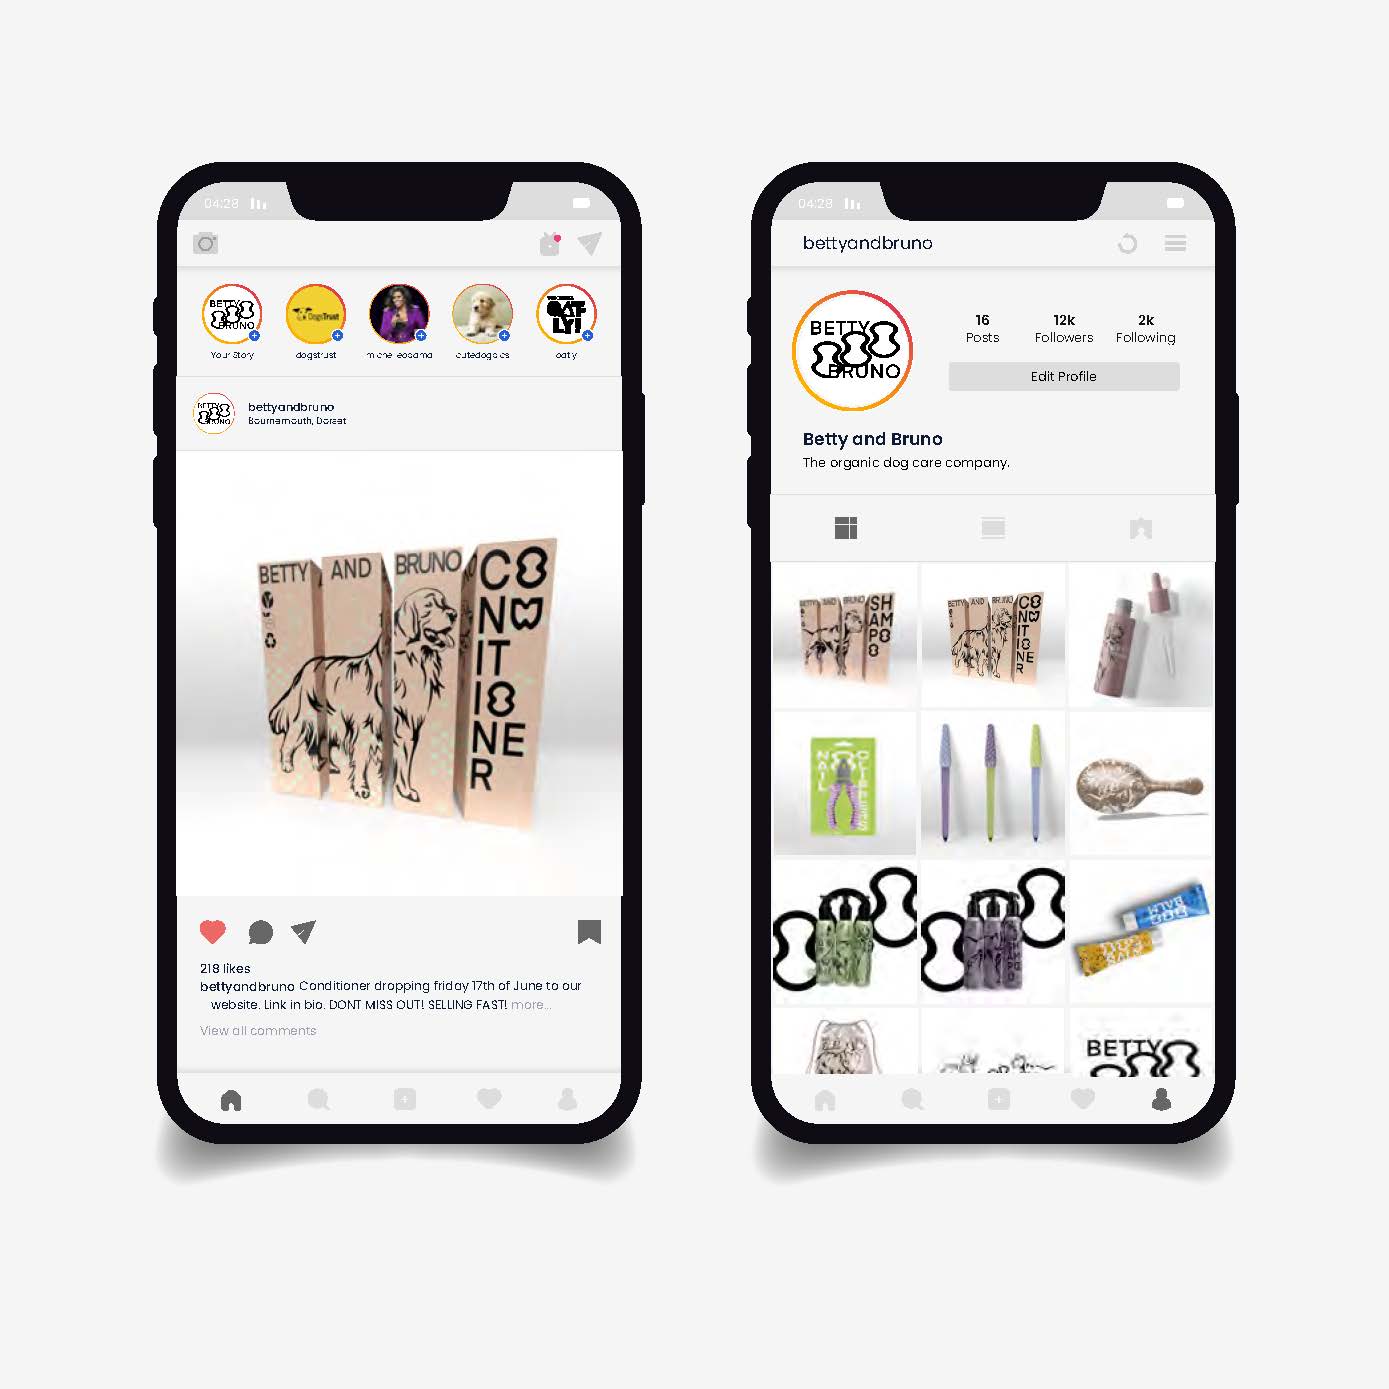 04:28
BETTY
BRUNO
DogsTrust
OATLY!
Your Story
dogstrust
cutedogpics
oatly
BETTY
BRUNO
bettyandbruno
Bournemouth, Dorset
BETTY AND BRUNO
CONDITIONER
218 likes
bettyandbruno Conditioner dropping friday 17th of June to our
website. Link in bio. DONT MISS OUT! SELLING FAST! more...
View all comments
04:28
bettyandbruno
BETTY
BRUNO
16
12k
2k
Posts
Followers
Following
Edit Profile
Betty and Bruno
The organic dog care company.
BETTY AND BRUNO
SHAMPOO
BETTY AND BRUNO
CONDITIONER
NAIL
BETTY